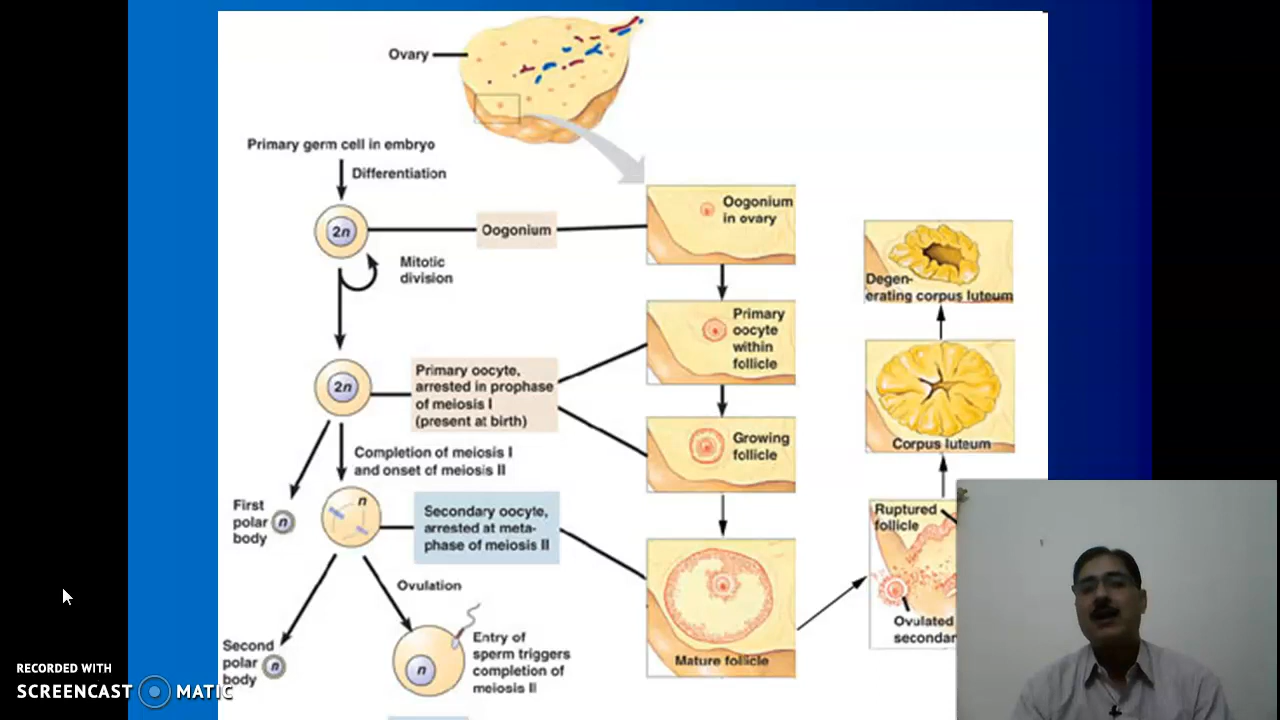 Ovary
Primary germ cell in embryo
Differentiation
2n
Oogonium
Oogonium
in ovary
Mitotic
division
Primary
oocyte
within
follicle
2n
Primary oocyte,
arrested in prophase
of meiosis I
(present at birth)
Growing
follicle
Completion of meiosis I
and onset of meiosis II
First
polar
body
n
n
Secondary oocyte,
arrested at meta-
phase of meiosis II
Ovulation
Second
polar
body
n
n
Entry of
sperm triggers
completion of
meiosis II
Mature follicle
Ruptured
follicle
Ovulated
secondar
Corpus luteum
Degen-
erating corpus luteum
RECORDED WITH
SCREENCAST MATIC